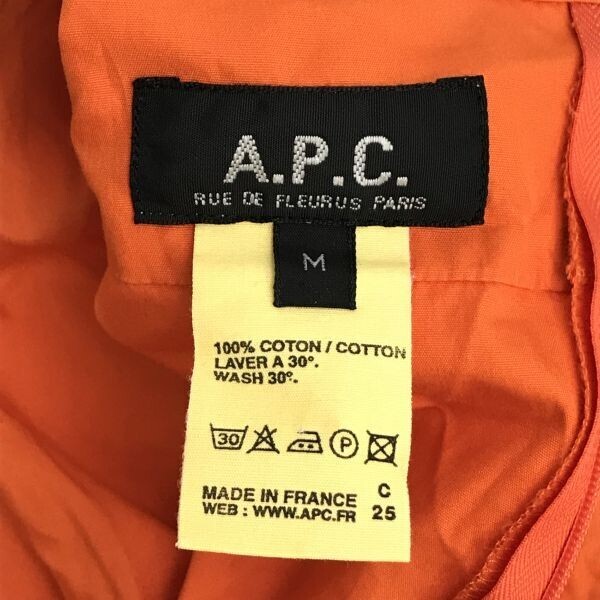 A.P.C.
RUE DE FLEURUS PARIS
M
100% COTON / COTTON
LAVER A 30°.
WASH 30°.
30 P
MADE IN FRANCE C
WEB : WWW.APC.FR 25